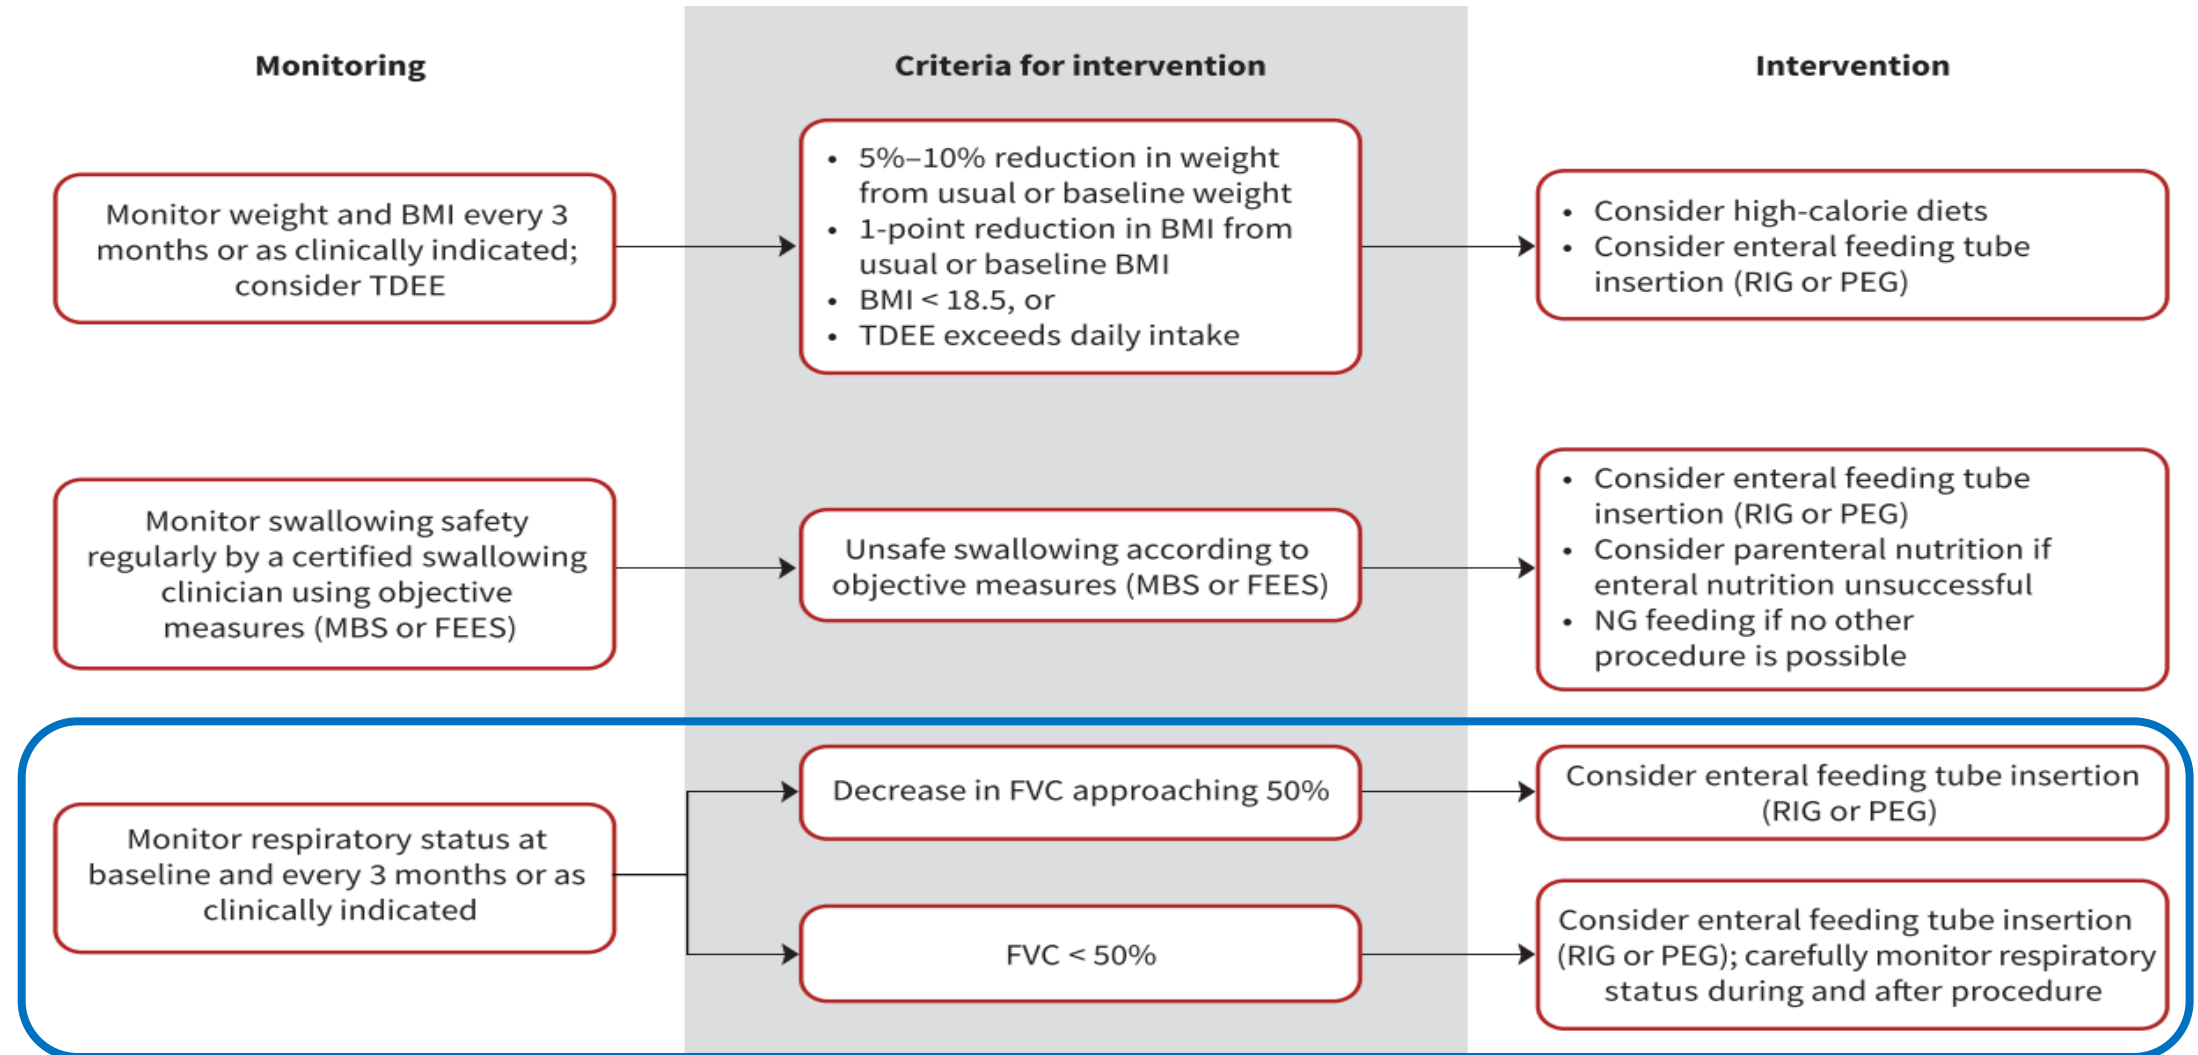 Monitoring
Criteria for intervention
Intervention
Monitor weight and BMI every 3
months or as clinically indicated;
consider TDEE
• 5%–10% reduction in weight
from usual or baseline weight
• 1-point reduction in BMI from
usual or baseline BMI
• BMI < 18.5, or
• TDEE exceeds daily intake
• Consider high-calorie diets
• Consider enteral feeding tube
insertion (RIG or PEG)
Monitor swallowing safety
regularly by a certified swallowing
clinician using objective
measures (MBS or FEES)
Unsafe swallowing according to
objective measures (MBS or FEES)
• Consider enteral feeding tube
insertion (RIG or PEG)
• Consider parenteral nutrition if
enteral nutrition unsuccessful
• NG feeding if no other
procedure is possible
Monitor respiratory status at
baseline and every 3 months or as
clinically indicated
Decrease in FVC approaching 50%
Consider enteral feeding tube insertion
(RIG or PEG)
FVC < 50%
Consider enteral feeding tube insertion
(RIG or PEG); carefully monitor respiratory
status during and after procedure